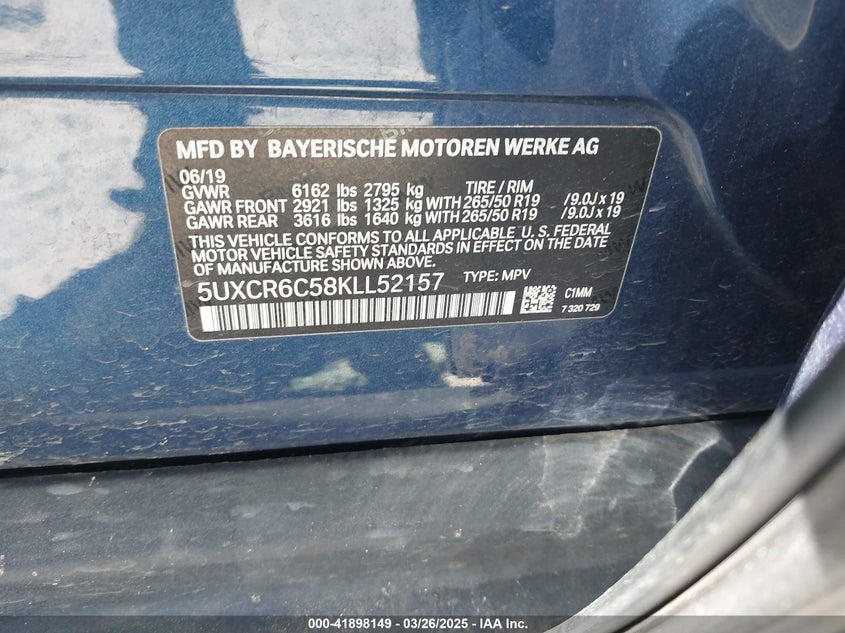 MFD BY BAYERISCHE MOTOREN WERKE AG
06/19
GVWR 6162 lbs 2795 kg TIRE / RIM
GAWR FRONT 2921 lbs 1325 kg WITH 265/50 R19 /9.0J x 19
GAWR REAR 3616 lbs 1640 kg WITH 265/50 R19 /9.0J x 19
THIS VEHICLE CONFORMS TO ALL APPLICABLE U. S. FEDERAL
MOTOR VEHICLE SAFETY STANDARDS IN EFFECT ON THE DATE
OF MANUFACTURE SHOWN ABOVE.
5UXCR6C58KLL52157 TYPE: MPV
C1MM
7 320 729
000-41898149 - 03/26/2025 - IAA Inc.